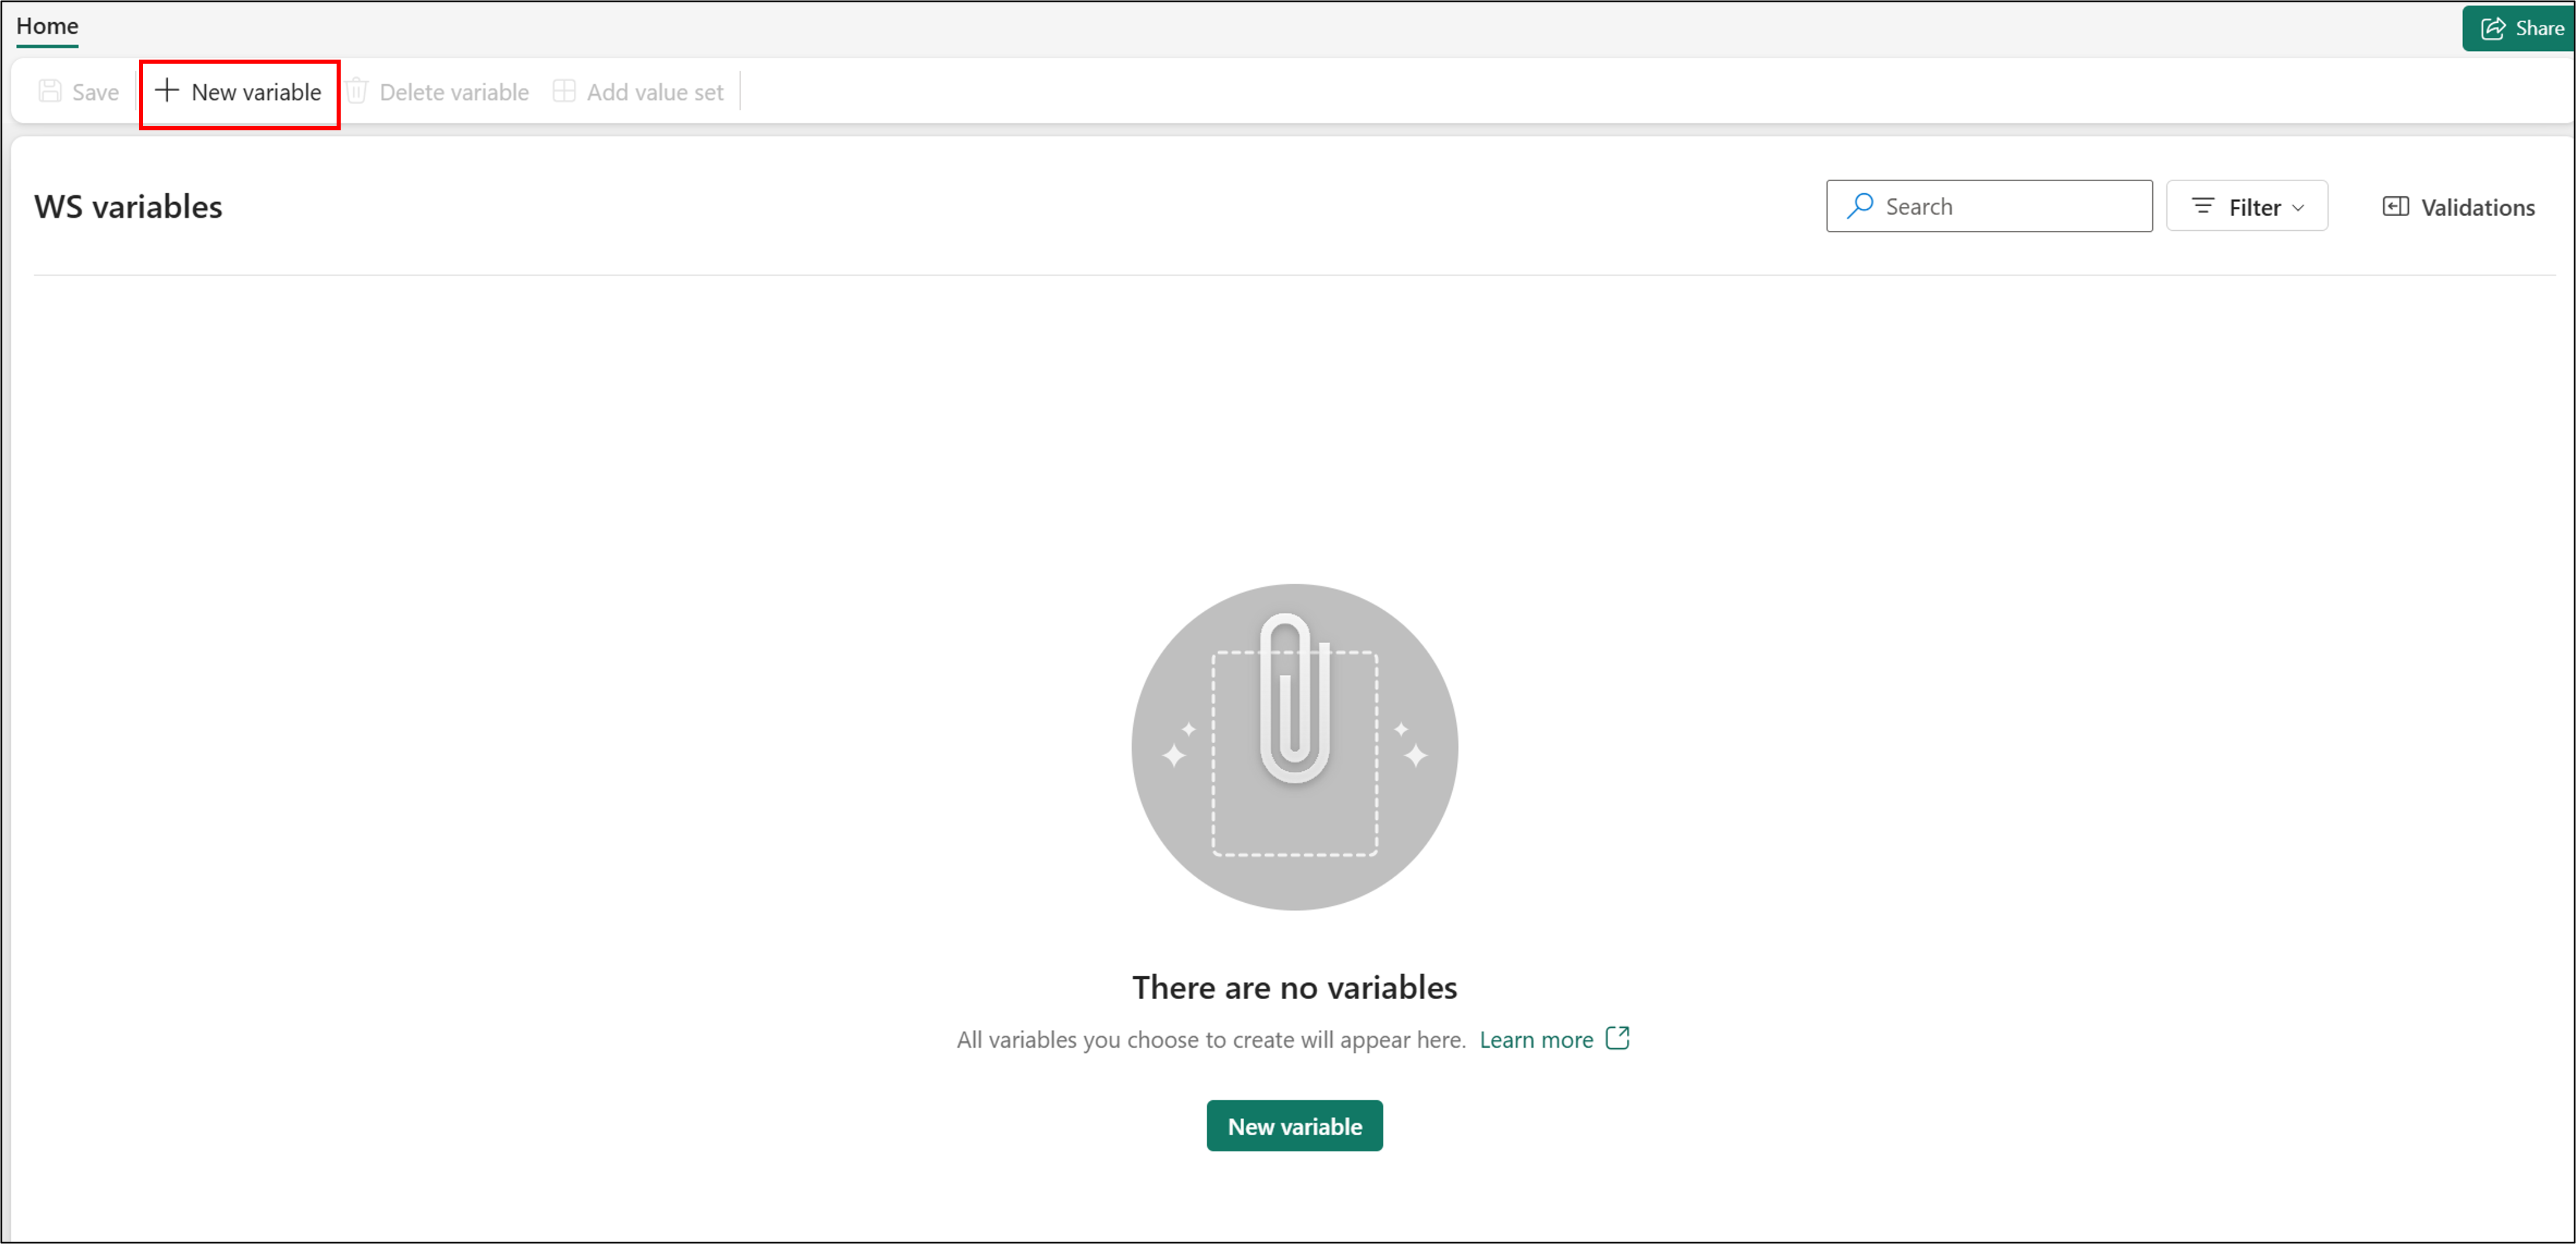 Home
Share
Save
New variable
Delete variable
Add value set
WS variables
Search
Filter
Validations
There are no variables
All variables you choose to create will appear here. Learn more
New variable